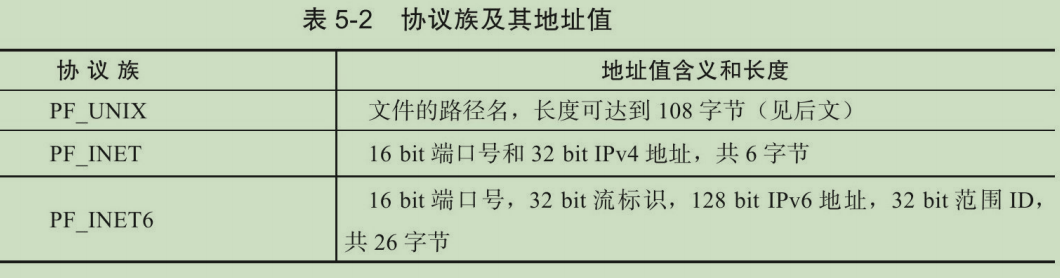 表 5-2 协议族及其地址值
协 议 族 地址值含义和长度
PF_UNIX 文件的路径名，长度可达到 108 字节（见后文）
PF_INET 16 bit 端口号和 32 bit IPv4 地址，共 6 字节
PF_INET6 16 bit 端口号，32 bit 流标识，128 bit IPv6 地址，32 bit 范围 ID，
共 26 字节